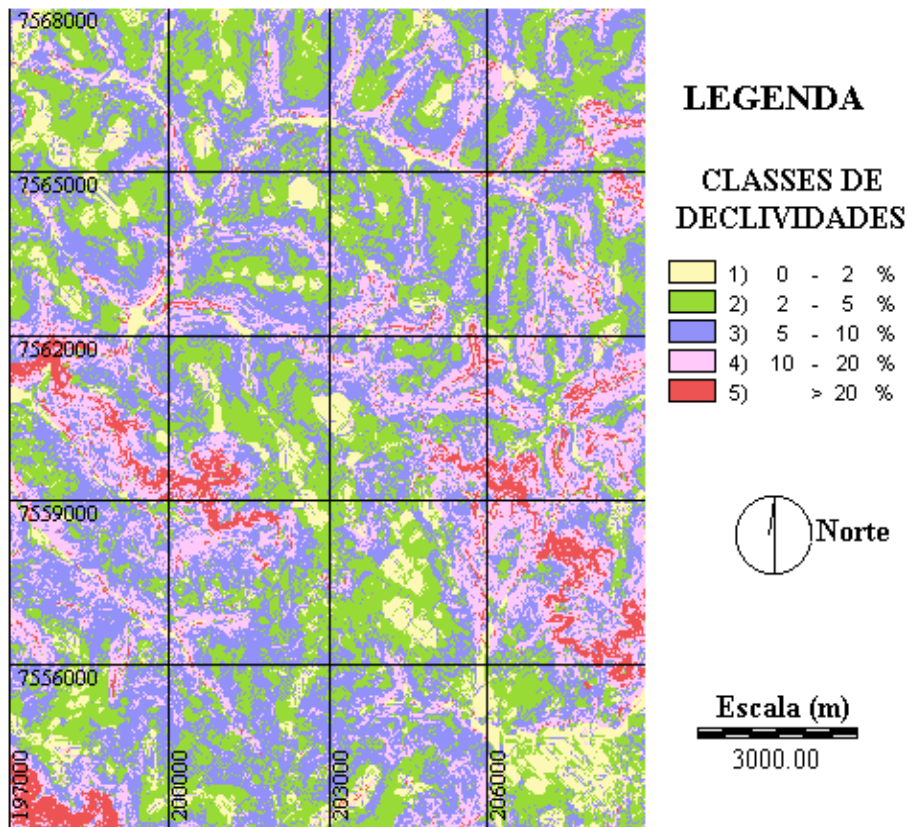 7568000
7565000
7562000
7559000
7556000
197000
200000
203000
206000
LEGENDA
CLASSES DE
DECLIVIDADES
1) 0 - 2 %
2) 2 - 5 %
3) 5 - 10 %
4) 10 - 20 %
5) > 20 %
Norte
Escala (m)
3000.00